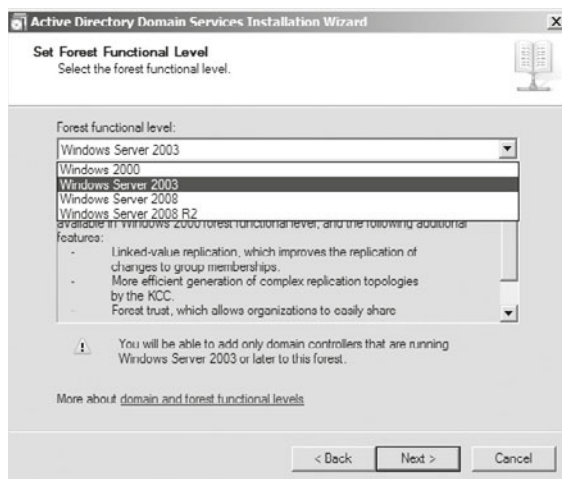 Active Directory Domain Services Installation Wizard
Set Forest Functional Level
Select the forest functional level.
Forest functional level:
Windows Server 2003
Windows 2000
Windows Server 2003
Windows Server 2008
Windows Server 2008 R2
available in Windows 2000 forest functional level, and the following additional
features:
- Linked-value replication, which improves the replication of
changes to group memberships.
- More efficient generation of complex replication topologies
by the KCC.
- Forest trust, which allows organizations to easily share
You will be able to add only domain controllers that are running
Windows Server 2003 or later to this forest.
More about domain and forest functional levels
< Back
Next >
Cancel